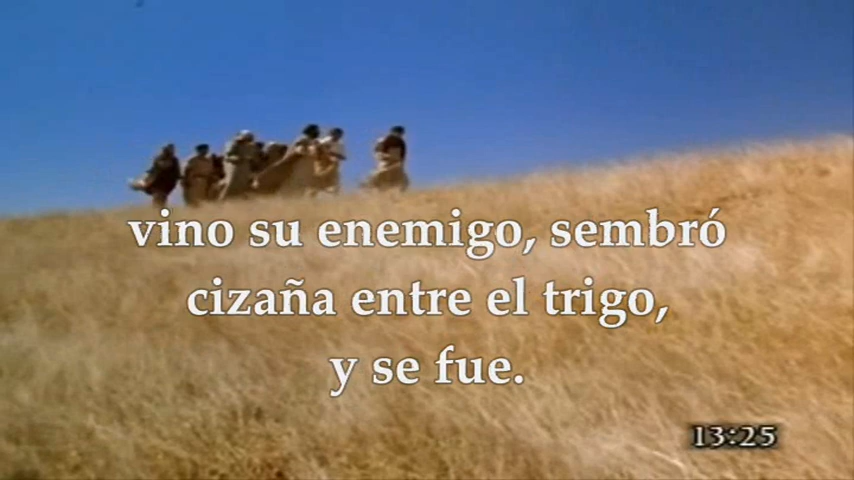 vino su enemigo, sembró
cizaña entre el trigo,
y se fue.
13:25